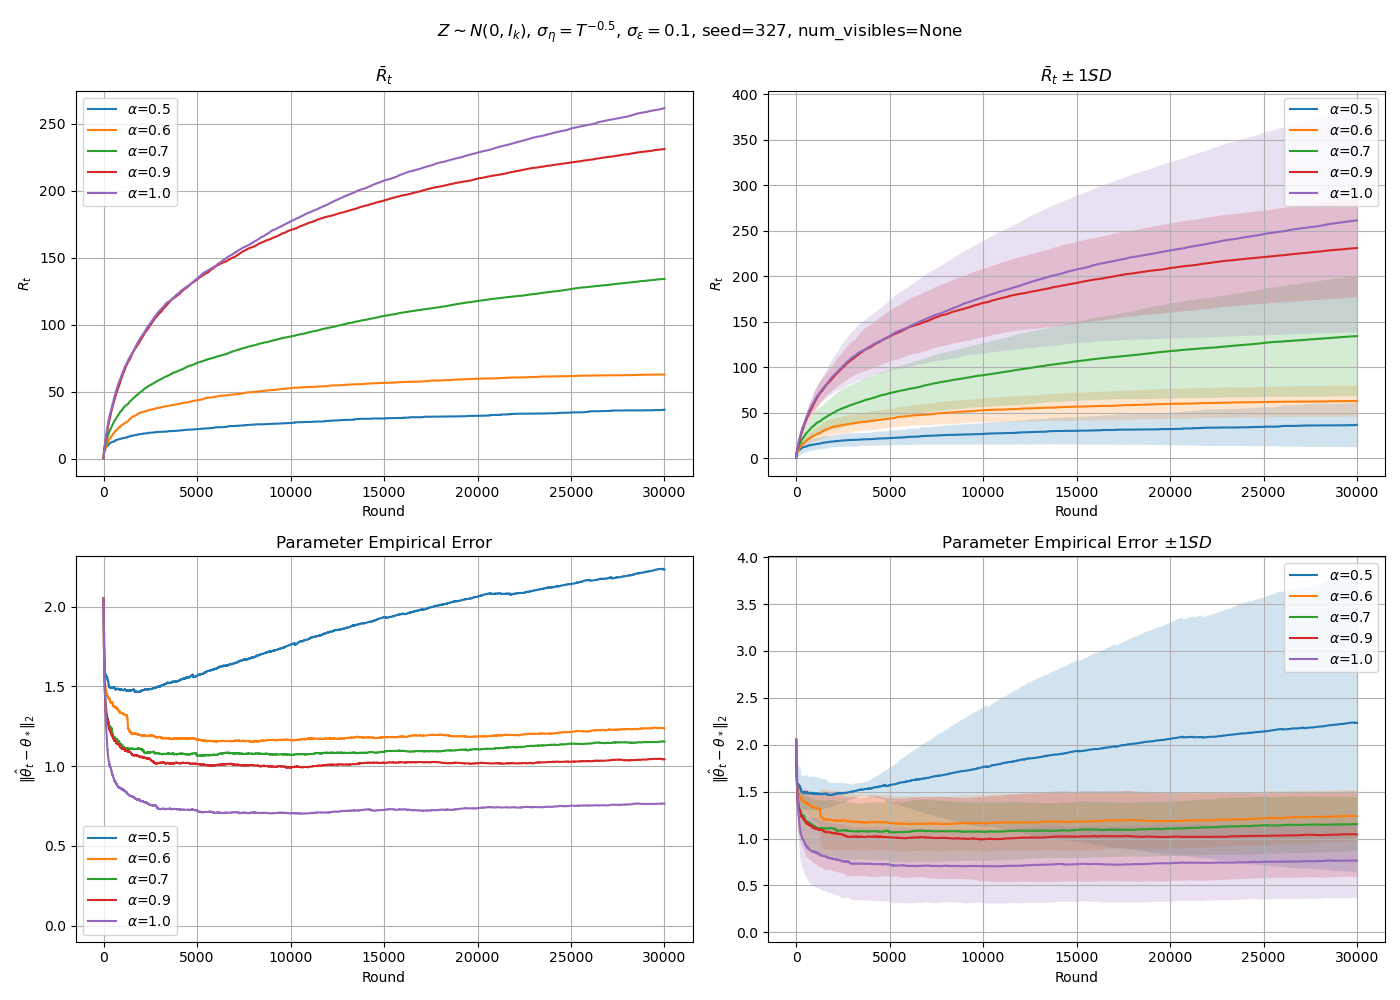 Z ∼ N(0, I_k), σ_η = T^{−0.5}, σ_ε = 0.1, seed=327, num_visibles=None
R̄_t
R_t
250
200
150
100
50
0
α=0.5
α=0.6
α=0.7
α=0.9
α=1.0
0 5000 10000 15000 20000 25000 30000
Round
R̄_t ± 1SD
R_t
400
350
300
250
200
150
100
50
0
α=0.5
α=0.6
α=0.7
α=0.9
α=1.0
0 5000 10000 15000 20000 25000 30000
Round
Parameter Empirical Error
‖θ̂_t − θ_*‖_2
2.0
1.5
1.0
0.5
0.0
α=0.5
α=0.6
α=0.7
α=0.9
α=1.0
0 5000 10000 15000 20000 25000 30000
Round
Parameter Empirical Error ±1SD
‖θ̂_t − θ_*‖_2
4.0
3.5
3.0
2.5
2.0
1.5
1.0
0.5
0.0
α=0.5
α=0.6
α=0.7
α=0.9
α=1.0
0 5000 10000 15000 20000 25000 30000
Round